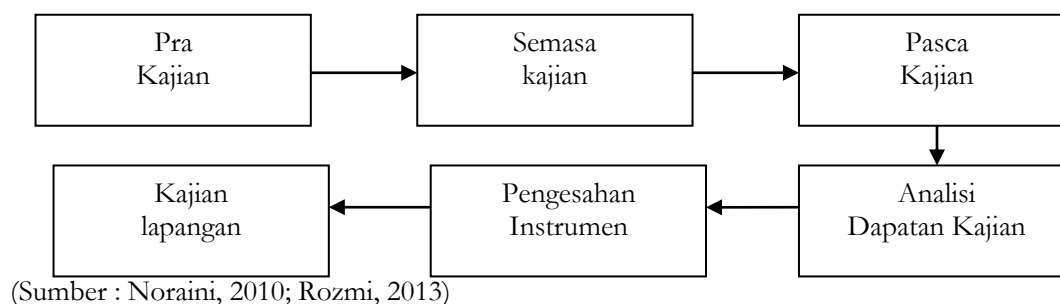 Pra
Kajian
Semasa
kajian
Pasca
Kajian
Analisi
Dapatan Kajian
Pengesahan
Instrumen
Kajian
lapangan
(Sumber : Noraini, 2010; Rozmi, 2013)